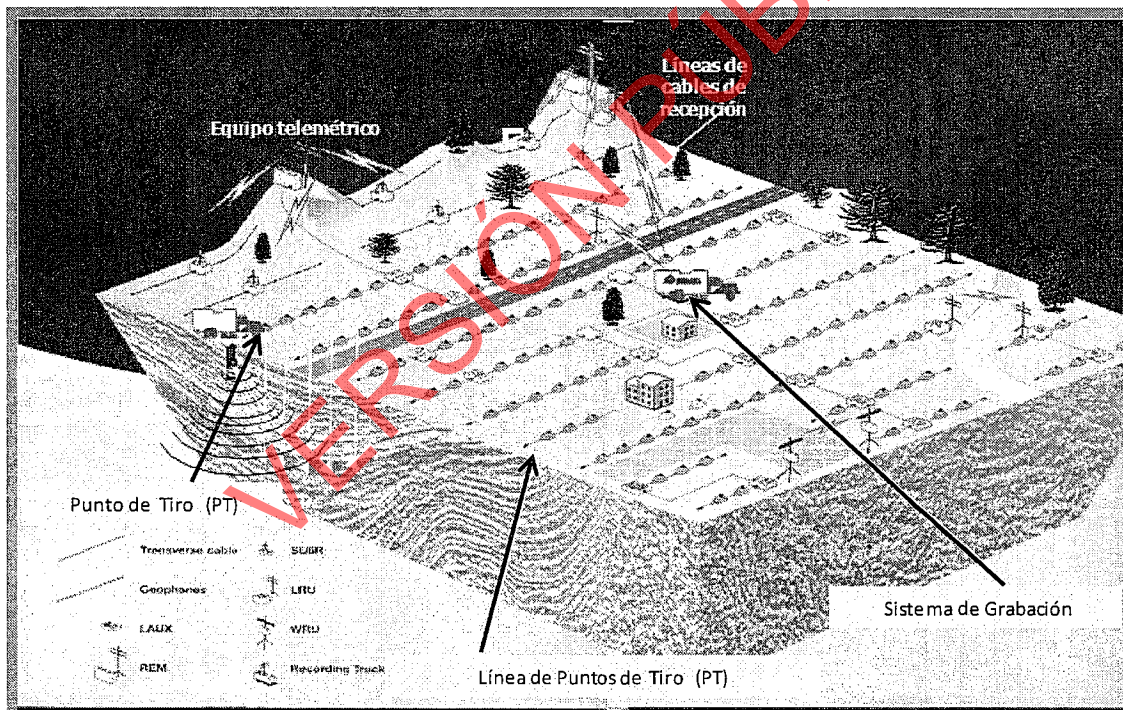 Líneas de
cables de
recepción
Equipo telemétrico
Punto de Tiro (PT)
Transverse cable
Geophones
LAUX
REM
LRU
WRU
Recording Truck
Línea de Puntos de Tiro (PT)
Sistema de Grabación
VERSIÓN PÚB